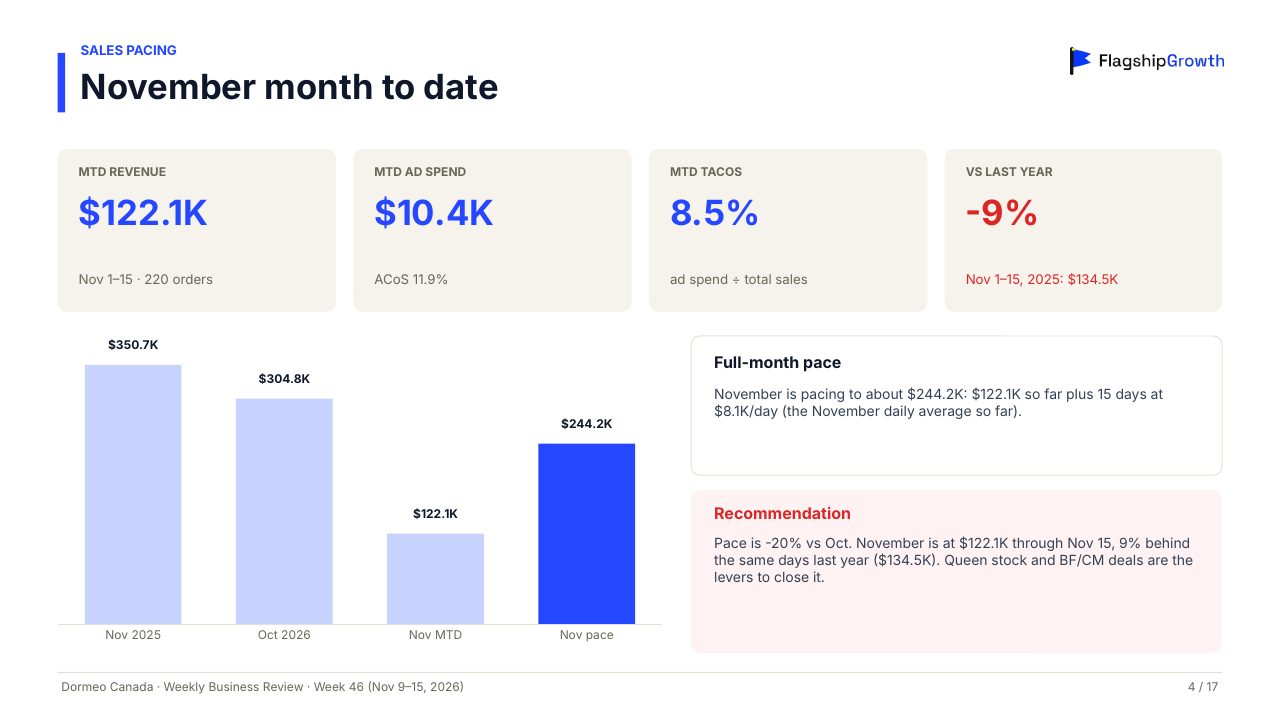 SALES PACING
November month to date
FlagshipGrowth
MTD REVENUE
$122.1K
Nov 1–15 · 220 orders
MTD AD SPEND
$10.4K
ACoS 11.9%
MTD TACOS
8.5%
ad spend ÷ total sales
VS LAST YEAR
-9%
Nov 1–15, 2025: $134.5K
$350.7K
$304.8K
$122.1K
$244.2K
Nov 2025
Oct 2026
Nov MTD
Nov pace
Full-month pace
November is pacing to about $244.2K: $122.1K so far plus 15 days at
$8.1K/day (the November daily average so far).
Recommendation
Pace is -20% vs Oct. November is at $122.1K through Nov 15, 9% behind
the same days last year ($134.5K). Queen stock and BF/CM deals are the
levers to close it.
Dormeo Canada · Weekly Business Review · Week 46 (Nov 9–15, 2026)
4 / 17